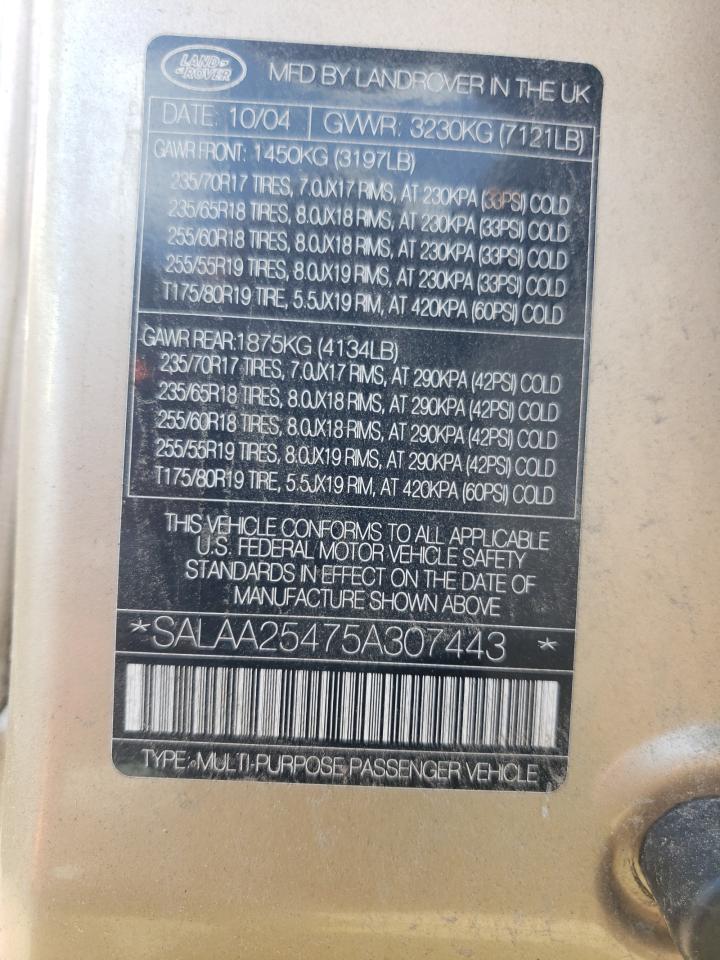 LAND ROVER
MFD BY LANDROVER IN THE UK
DATE: 10/04 GVWR: 3230KG (7121LB)
GAWR FRONT: 1450KG (3197LB)
235/70R17 TIRES, 7.0JX17 RIMS, AT 230KPA (33PSI) COLD
235/65R18 TIRES, 8.0JX18 RIMS, AT 230KPA (33PSI) COLD
255/60R18 TIRES, 8.0JX18 RIMS, AT 230KPA (33PSI) COLD
255/55R19 TIRES, 8.0JX19 RIMS, AT 230KPA (33PSI) COLD
T175/80R19 TIRE, 5.5JX19 RIM, AT 420KPA (60PSI) COLD
GAWR REAR:1875KG (4134LB)
235/70R17 TIRES, 7.0JX17 RIMS, AT 290KPA (42PSI) COLD
235/65R18 TIRES, 8.0JX18 RIMS, AT 290KPA (42PSI) COLD
255/60R18 TIRES, 8.0JX18 RIMS, AT 290KPA (42PSI) COLD
255/55R19 TIRES, 8.0JX19 RIMS, AT 290KPA (42PSI) COLD
T175/80R19 TIRE, 5.5JX19 RIM, AT 420KPA (60PSI) COLD
THIS VEHICLE CONFORMS TO ALL APPLICABLE
U.S. FEDERAL MOTOR VEHICLE SAFETY
STANDARDS IN EFFECT ON THE DATE OF
MANUFACTURE SHOWN ABOVE
*SALAA25475A307443 *
TYPE: MULTI-PURPOSE PASSENGER VEHICLE